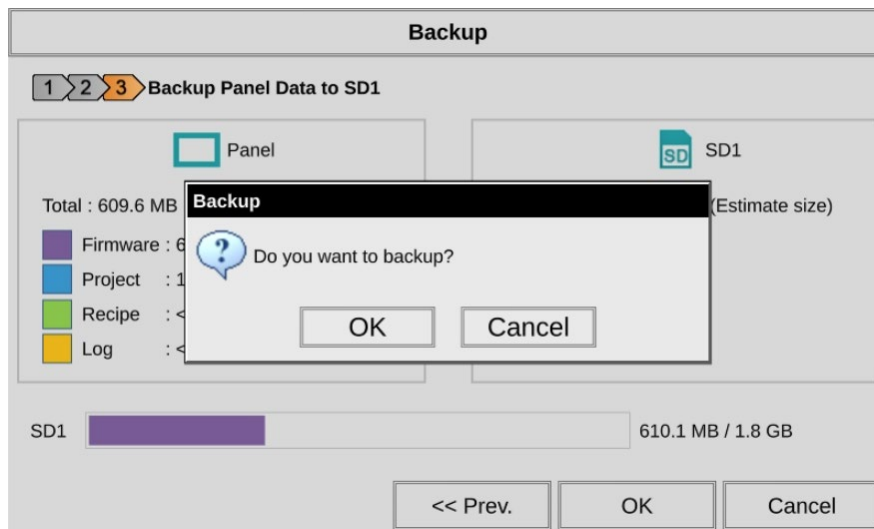 Backup
1 2 3 Backup Panel Data to SD1
Panel
SD SD1
Total : 609.6 MB
(Estimate size)
Firmware : 6
Project : 1
Recipe : <
Log : <
Backup
? Do you want to backup?
OK Cancel
SD1 610.1 MB / 1.8 GB
<< Prev. OK Cancel